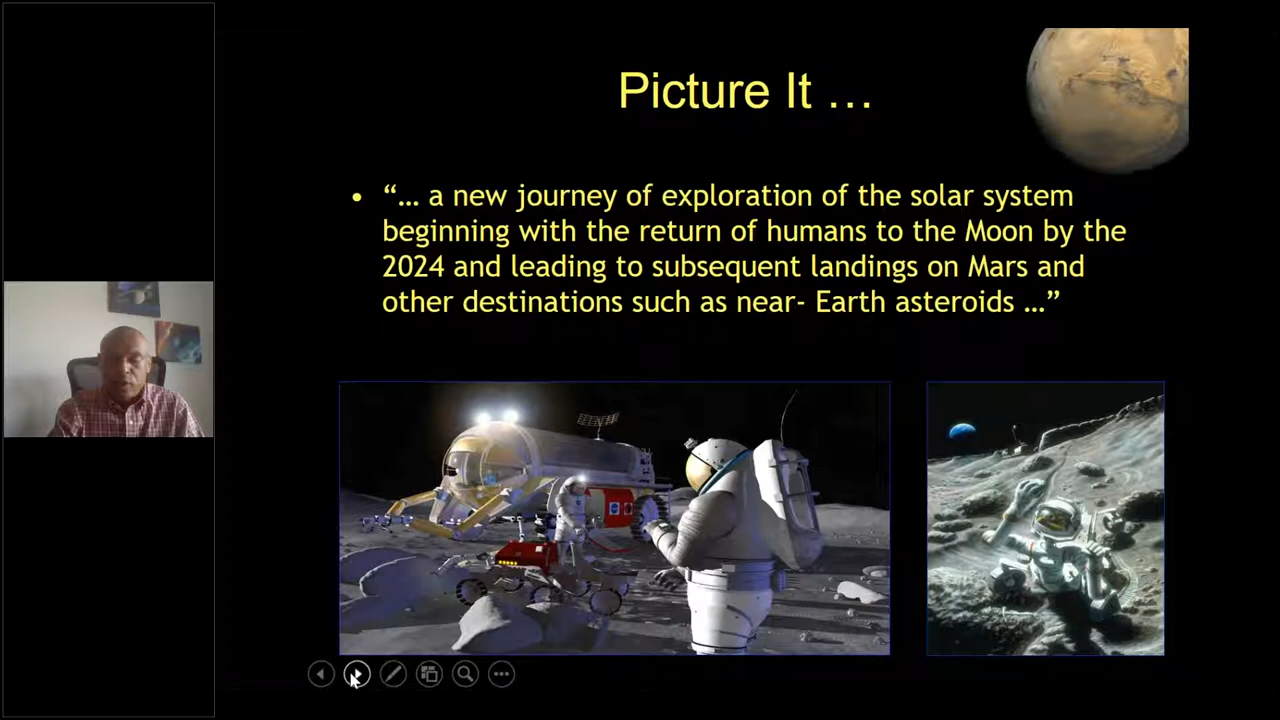 Picture It …
• “… a new journey of exploration of the solar system
beginning with the return of humans to the Moon by the
2024 and leading to subsequent landings on Mars and
other destinations such as near- Earth asteroids …”